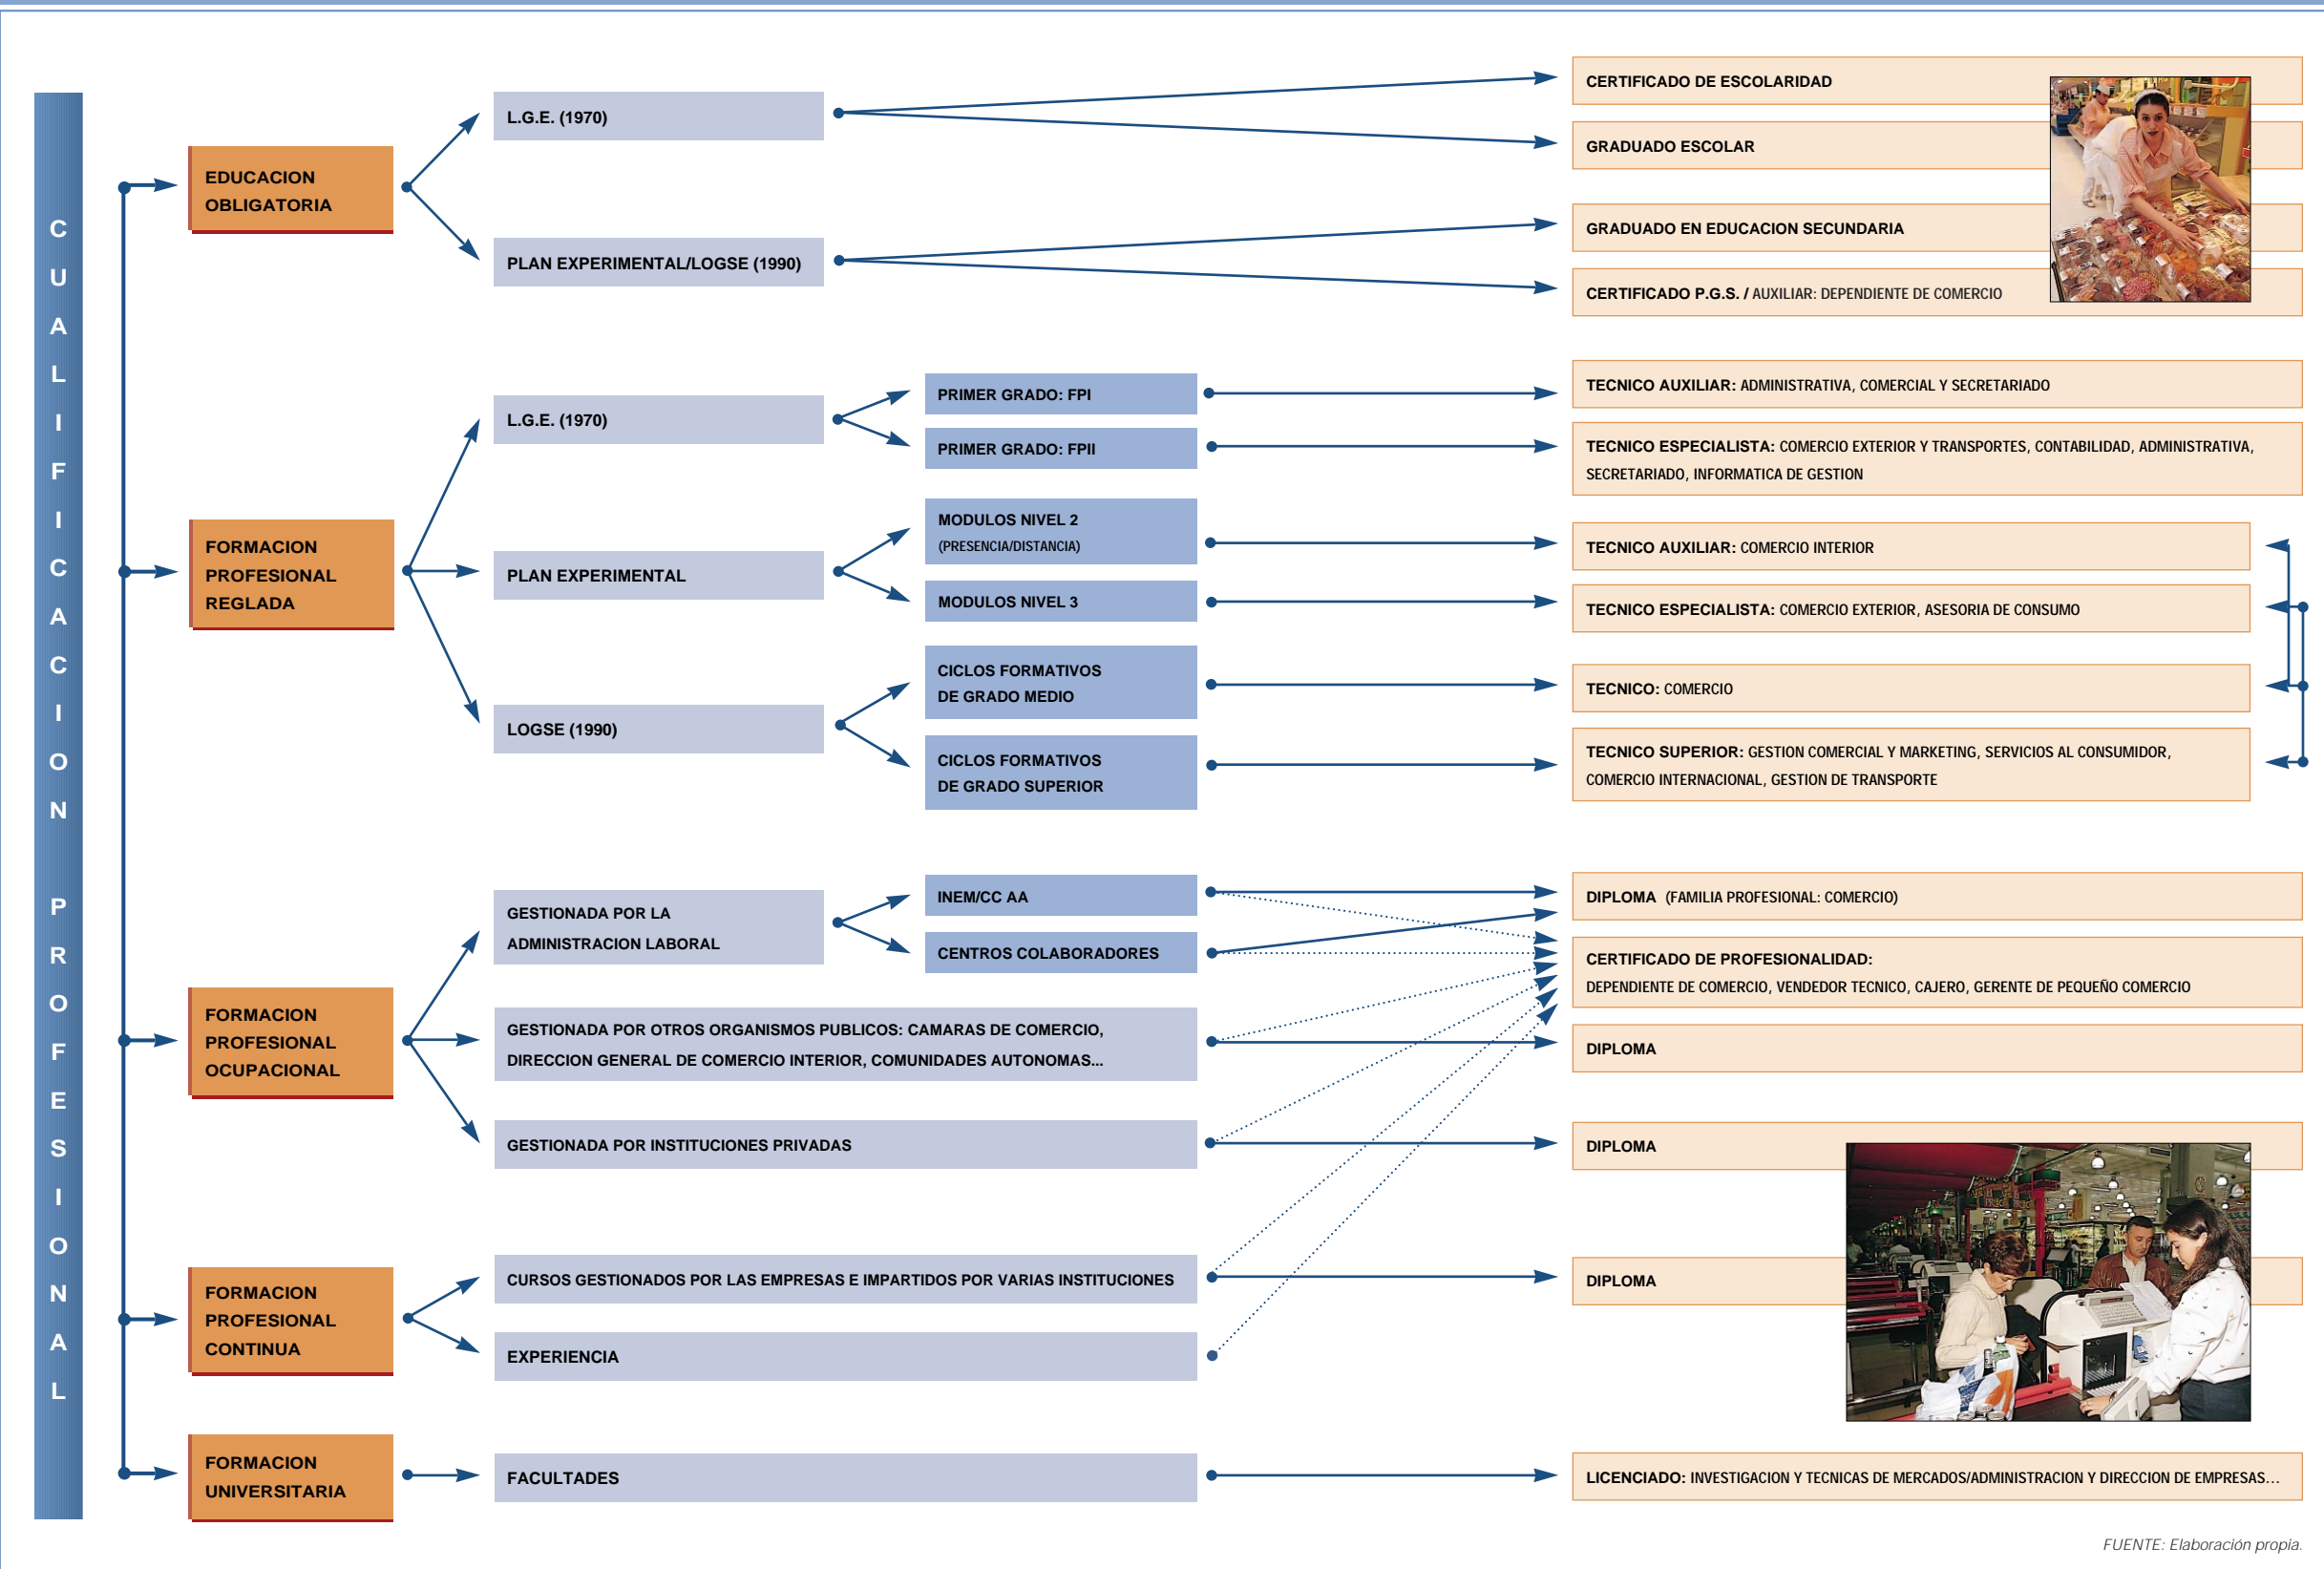 CUALIFICACION PROFESIONAL
EDUCACION
OBLIGATORIA
L.G.E. (1970)
CERTIFICADO DE ESCOLARIDAD
GRADUADO ESCOLAR
PLAN EXPERIMENTAL/LOGSE (1990)
GRADUADO EN EDUCACION SECUNDARIA
CERTIFICADO P.G.S. / AUXILIAR: DEPENDIENTE DE COMERCIO
FORMACION
PROFESIONAL
REGLADA
L.G.E. (1970)
PRIMER GRADO: FPI
TECNICO AUXILIAR: ADMINISTRATIVA, COMERCIAL Y SECRETARIADO
PRIMER GRADO: FPII
TECNICO ESPECIALISTA: COMERCIO EXTERIOR Y TRANSPORTES, CONTABILIDAD, ADMINISTRATIVA,
SECRETARIADO, INFORMATICA DE GESTION
PLAN EXPERIMENTAL
MODULOS NIVEL 2
(PRESENCIA/DISTANCIA)
TECNICO AUXILIAR: COMERCIO INTERIOR
MODULOS NIVEL 3
TECNICO ESPECIALISTA: COMERCIO EXTERIOR, ASESORIA DE CONSUMO
LOGSE (1990)
CICLOS FORMATIVOS
DE GRADO MEDIO
TECNICO: COMERCIO
CICLOS FORMATIVOS
DE GRADO SUPERIOR
TECNICO SUPERIOR: GESTION COMERCIAL Y MARKETING, SERVICIOS AL CONSUMIDOR,
COMERCIO INTERNACIONAL, GESTION DE TRANSPORTE
FORMACION
PROFESIONAL
OCUPACIONAL
GESTIONADA POR LA
ADMINISTRACION LABORAL
INEM/CC AA
DIPLOMA (FAMILIA PROFESIONAL: COMERCIO)
CENTROS COLABORADORES
CERTIFICADO DE PROFESIONALIDAD:
DEPENDIENTE DE COMERCIO, VENDEDOR TECNICO, CAJERO, GERENTE DE PEQUEÑO COMERCIO
GESTIONADA POR OTROS ORGANISMOS PUBLICOS: CAMARAS DE COMERCIO,
DIRECCION GENERAL DE COMERCIO INTERIOR, COMUNIDADES AUTONOMAS...
DIPLOMA
GESTIONADA POR INSTITUCIONES PRIVADAS
DIPLOMA
FORMACION
PROFESIONAL
CONTINUA
CURSOS GESTIONADOS POR LAS EMPRESAS E IMPARTIDOS POR VARIAS INSTITUCIONES
DIPLOMA
EXPERIENCIA
FORMACION
UNIVERSITARIA
FACULTADES
LICENCIADO: INVESTIGACION Y TECNICAS DE MERCADOS/ADMINISTRACION Y DIRECCION DE EMPRESAS...
FUENTE: Elaboración propia.